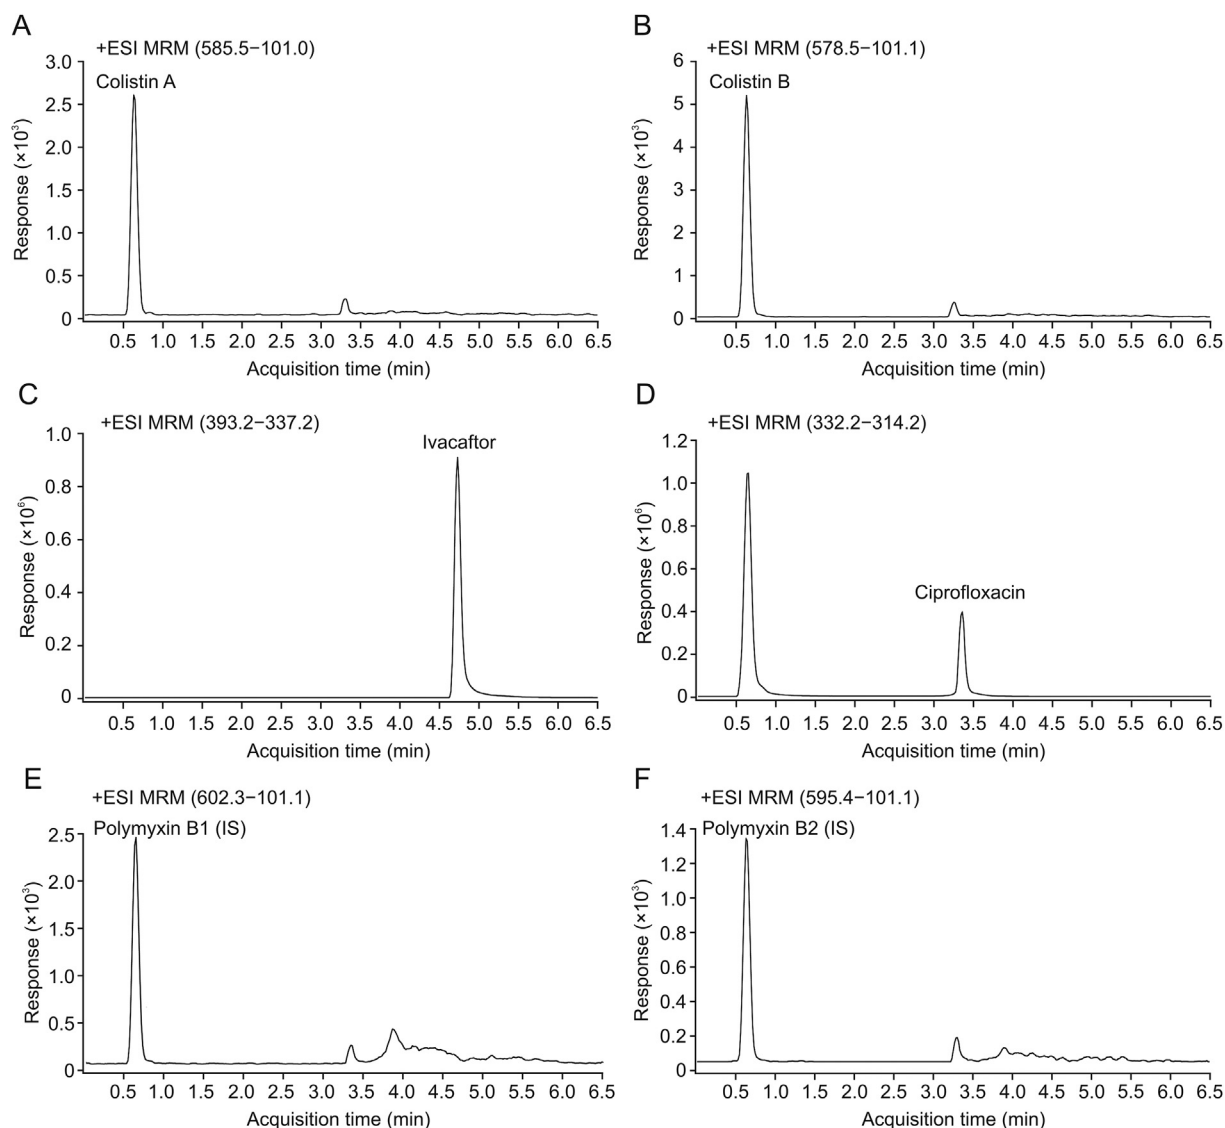 A
+ESI MRM (585.5−101.0)
Colistin A
Response (×10³)
3.0
2.5
2.0
1.5
1.0
0.5
0
0.5 1.0 1.5 2.0 2.5 3.0 3.5 4.0 4.5 5.0 5.5 6.0 6.5
Acquisition time (min)
B
+ESI MRM (578.5−101.1)
Colistin B
Response (×10³)
6
5
4
3
2
1
0
0.5 1.0 1.5 2.0 2.5 3.0 3.5 4.0 4.5 5.0 5.5 6.0 6.5
Acquisition time (min)
C
+ESI MRM (393.2−337.2)
Ivacaftor
Response (×10⁶)
1.0
0.8
0.6
0.4
0.2
0
0.5 1.0 1.5 2.0 2.5 3.0 3.5 4.0 4.5 5.0 5.5 6.0 6.5
Acquisition time (min)
D
+ESI MRM (332.2−314.2)
Ciprofloxacin
Response (×10⁶)
1.2
1.0
0.8
0.6
0.4
0.2
0
0.5 1.0 1.5 2.0 2.5 3.0 3.5 4.0 4.5 5.0 5.5 6.0 6.5
Acquisition time (min)
E
+ESI MRM (602.3−101.1)
Polymyxin B1 (IS)
Response (×10³)
2.5
2.0
1.5
1.0
0.5
0
0.5 1.0 1.5 2.0 2.5 3.0 3.5 4.0 4.5 5.0 5.5 6.0 6.5
Acquisition time (min)
F
+ESI MRM (595.4−101.1)
Polymyxin B2 (IS)
Response (×10³)
1.4
1.2
1.0
0.8
0.6
0.4
0.2
0
0.5 1.0 1.5 2.0 2.5 3.0 3.5 4.0 4.5 5.0 5.5 6.0 6.5
Acquisition time (min)